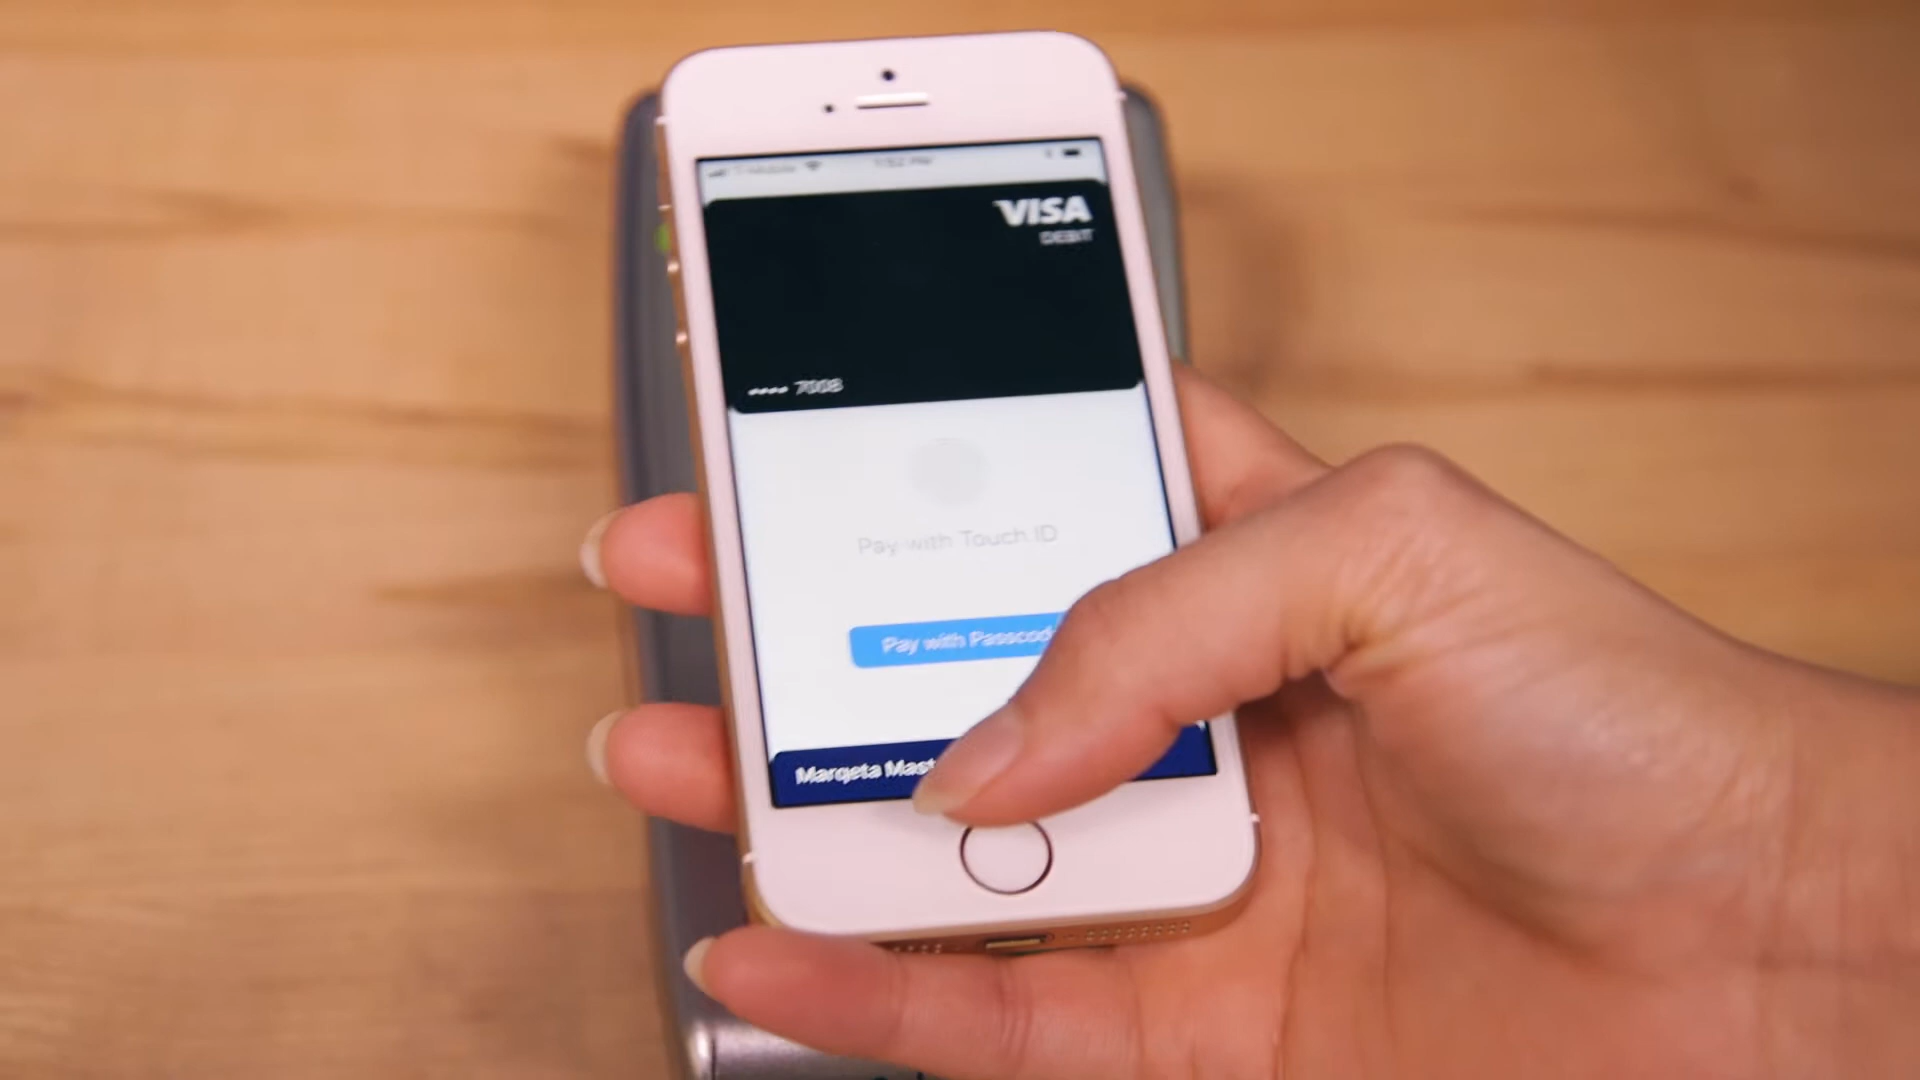 VISA
DEBIT
•••• 7008
Pay with Touch ID
Pay with Passcod
Marqeta Mast